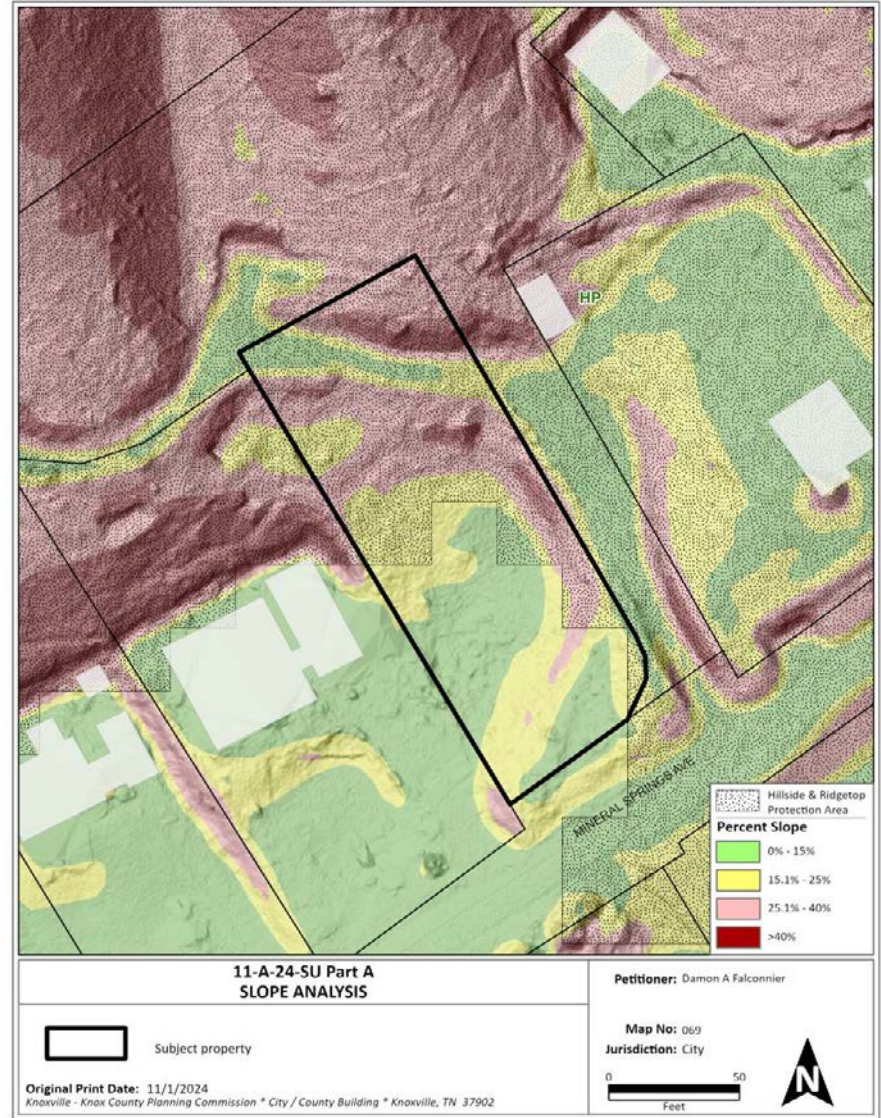 HP
MINERAL SPRINGS AVE
Hillside & Ridgetop
Protection Area
Percent Slope
0% - 15%
15.1% - 25%
25.1% - 40%
>40%
11-A-24-SU Part A
SLOPE ANALYSIS
Subject property
Original Print Date: 11/1/2024
Knoxville - Knox County Planning Commission * City / County Building * Knoxville, TN 37902
Petitioner: Damon A Falconnier
Map No: 069
Jurisdiction: City
0 50
Feet
N